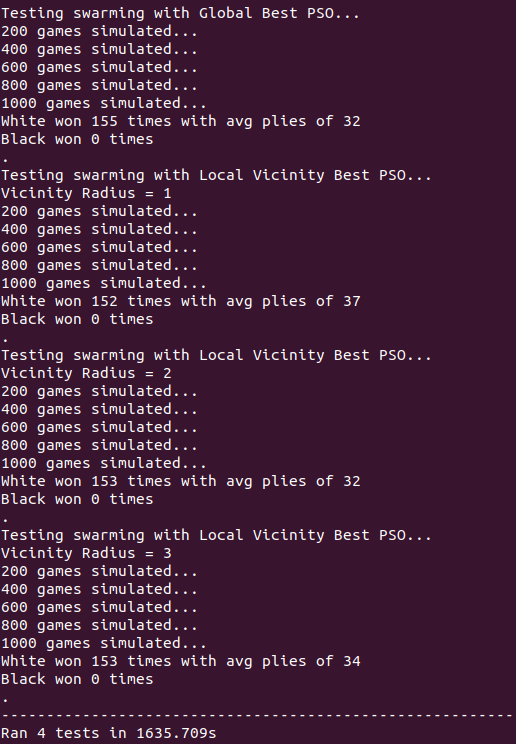 Testing swarming with Global Best PSO...
200 games simulated...
400 games simulated...
600 games simulated...
800 games simulated...
1000 games simulated...
White won 155 times with avg plies of 32
Black won 0 times
.
Testing swarming with Local Vicinity Best PSO...
Vicinity Radius = 1
200 games simulated...
400 games simulated...
600 games simulated...
800 games simulated...
1000 games simulated...
White won 152 times with avg plies of 37
Black won 0 times
.
Testing swarming with Local Vicinity Best PSO...
Vicinity Radius = 2
200 games simulated...
400 games simulated...
600 games simulated...
800 games simulated...
1000 games simulated...
White won 153 times with avg plies of 32
Black won 0 times
.
Testing swarming with Local Vicinity Best PSO...
Vicinity Radius = 3
200 games simulated...
400 games simulated...
600 games simulated...
800 games simulated...
1000 games simulated...
White won 153 times with avg plies of 34
Black won 0 times
.
---------------------------------------------------------
Ran 4 tests in 1635.709s